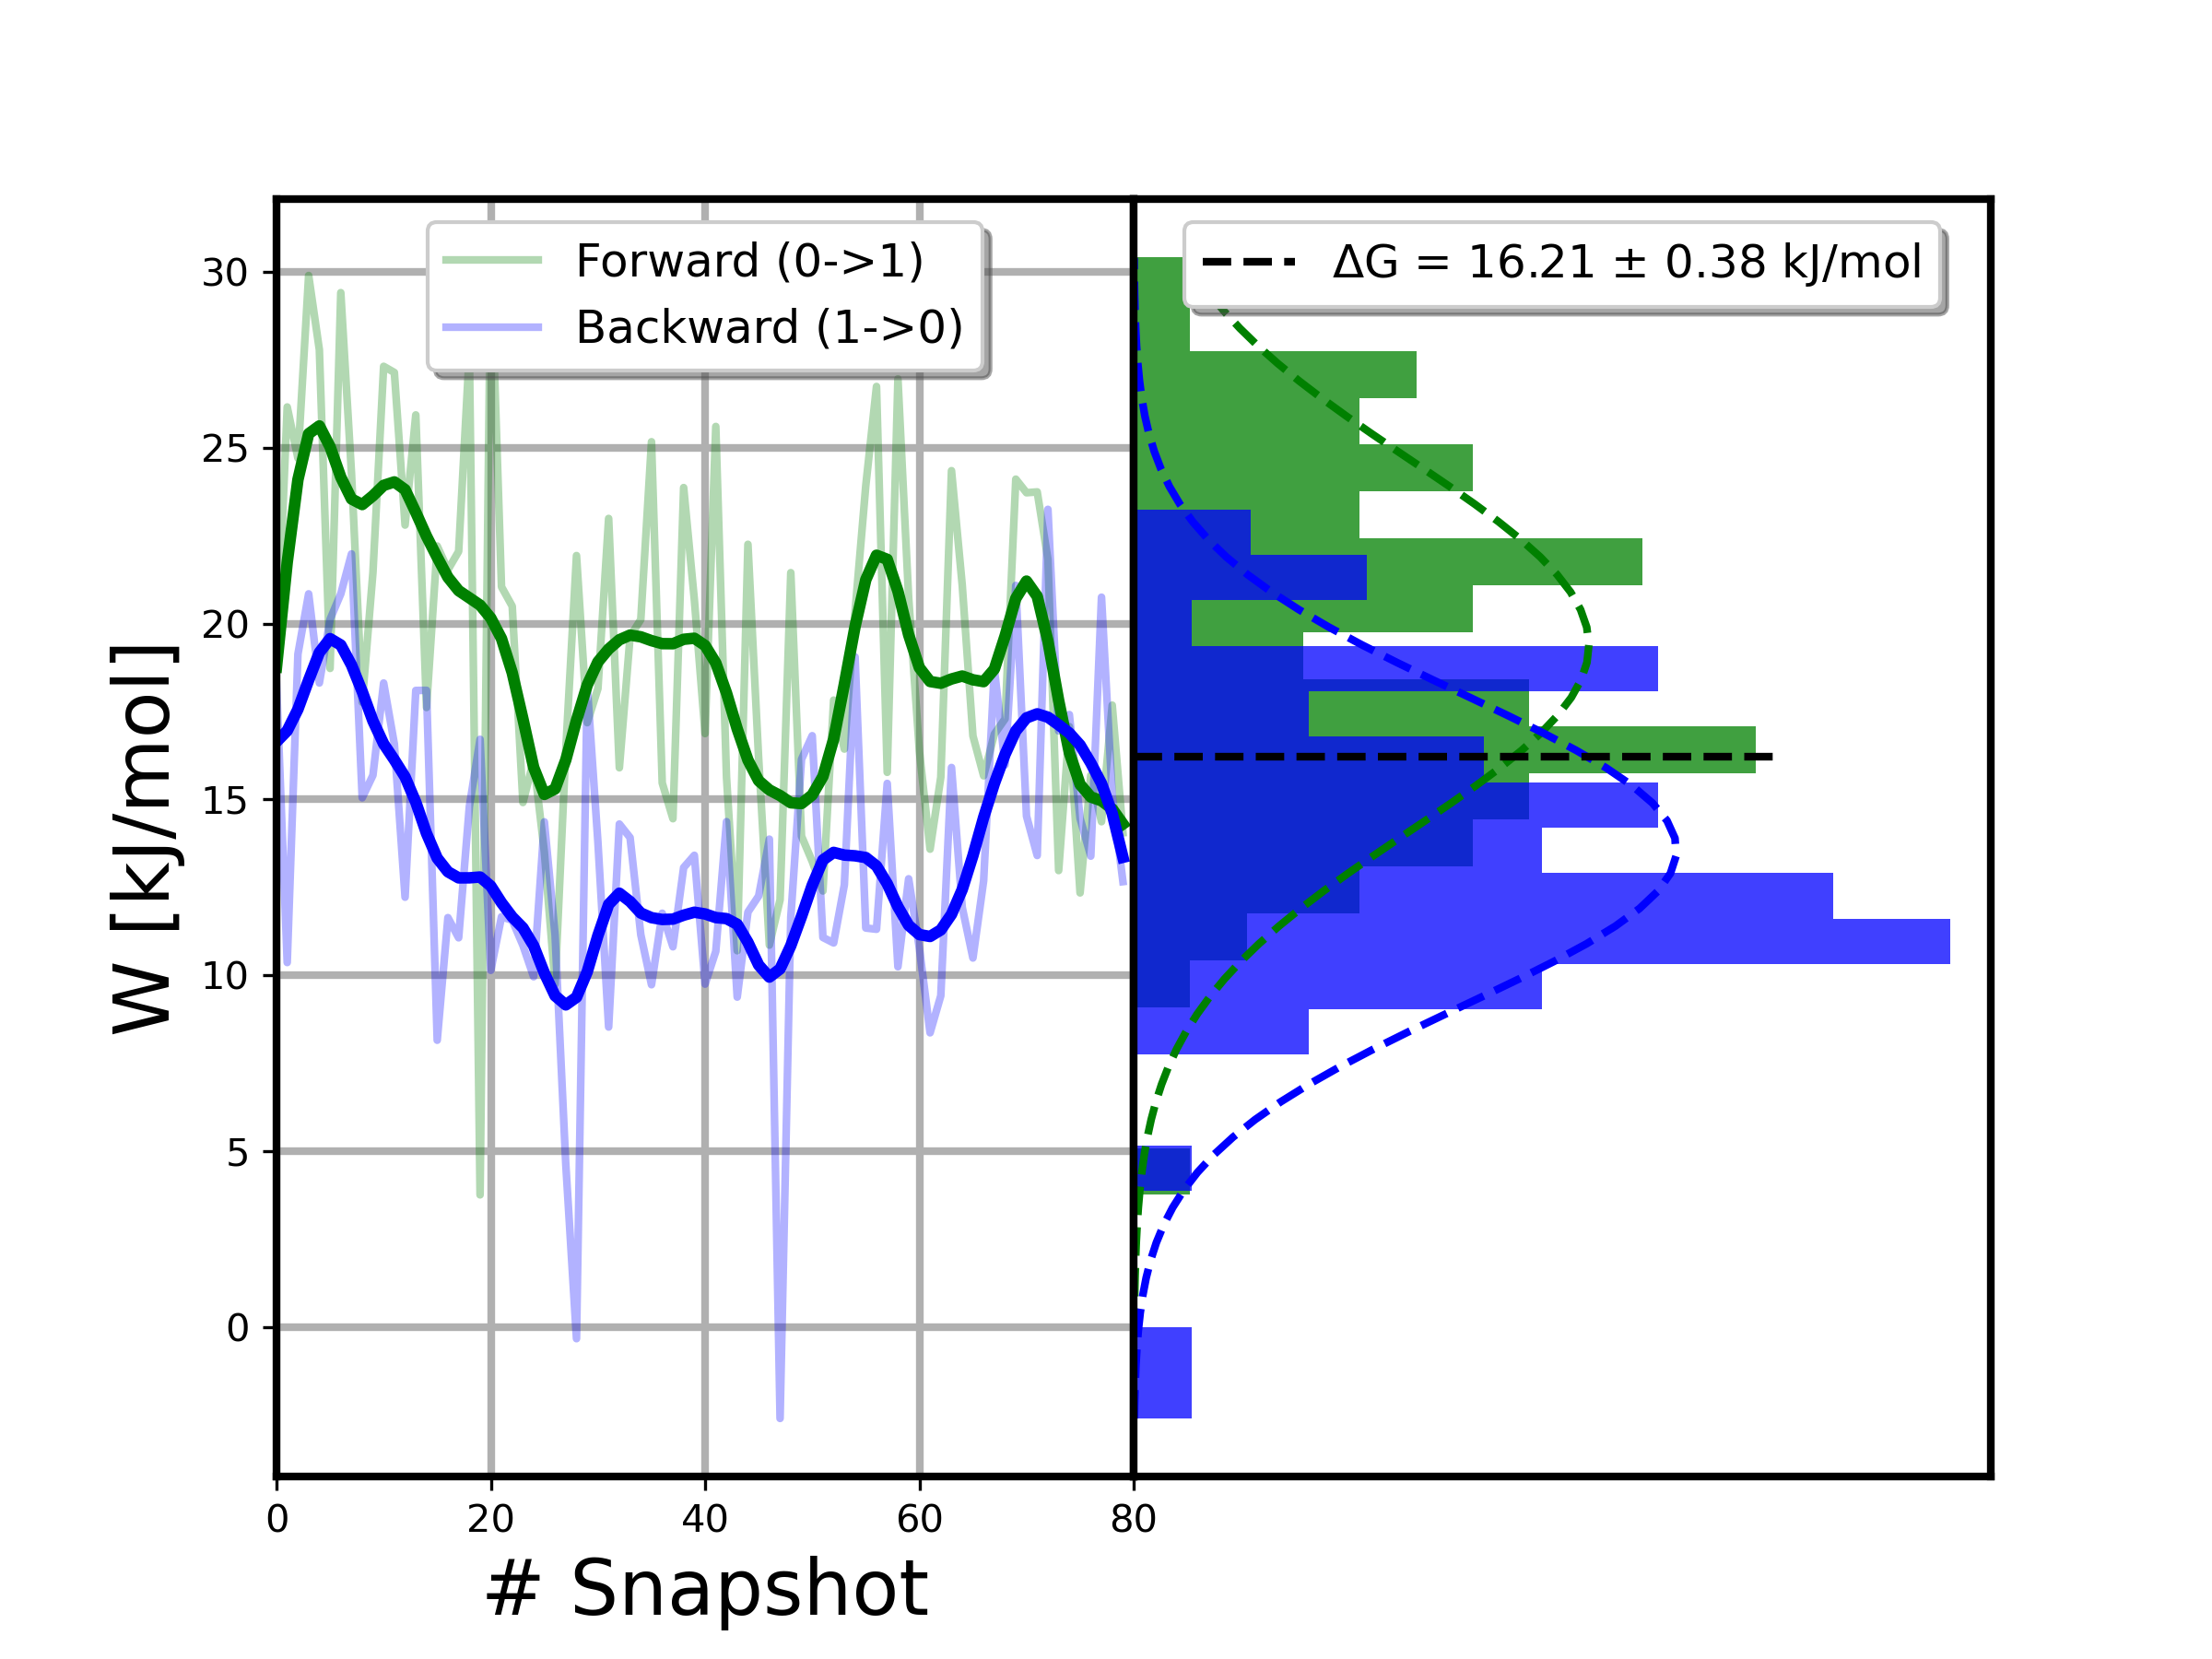 Forward (0->1)
Backward (1->0)
ΔG = 16.21 ± 0.38 kJ/mol
30
25
20
15
10
5
0
W [kJ/mol]
0 20 40 60 80
# Snapshot